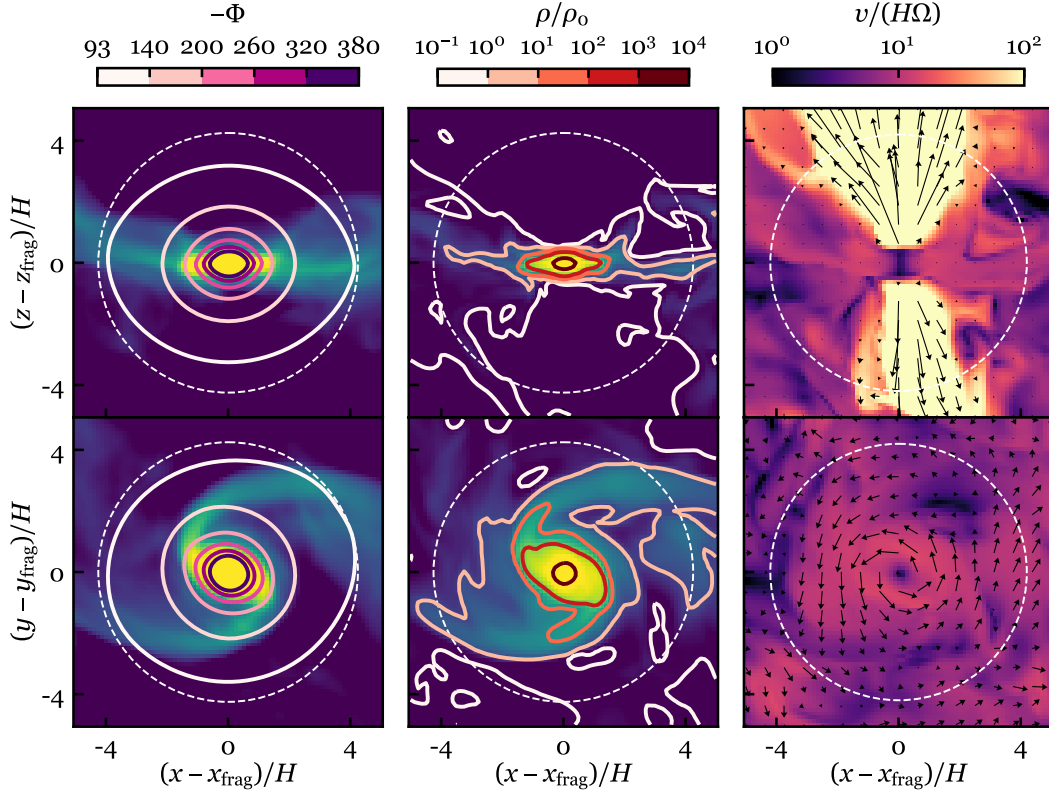 −Φ
ρ/ρ₀
v/(HΩ)
93 140 200 260 320 380
10⁻¹ 10⁰ 10¹ 10² 10³ 10⁴
10⁰ 10¹ 10²
4
0
-4
(z − z_frag)/H
4
0
-4
(y − y_frag)/H
-4 0 4
-4 0 4
-4 0 4
(x − x_frag)/H
(x − x_frag)/H
(x − x_frag)/H